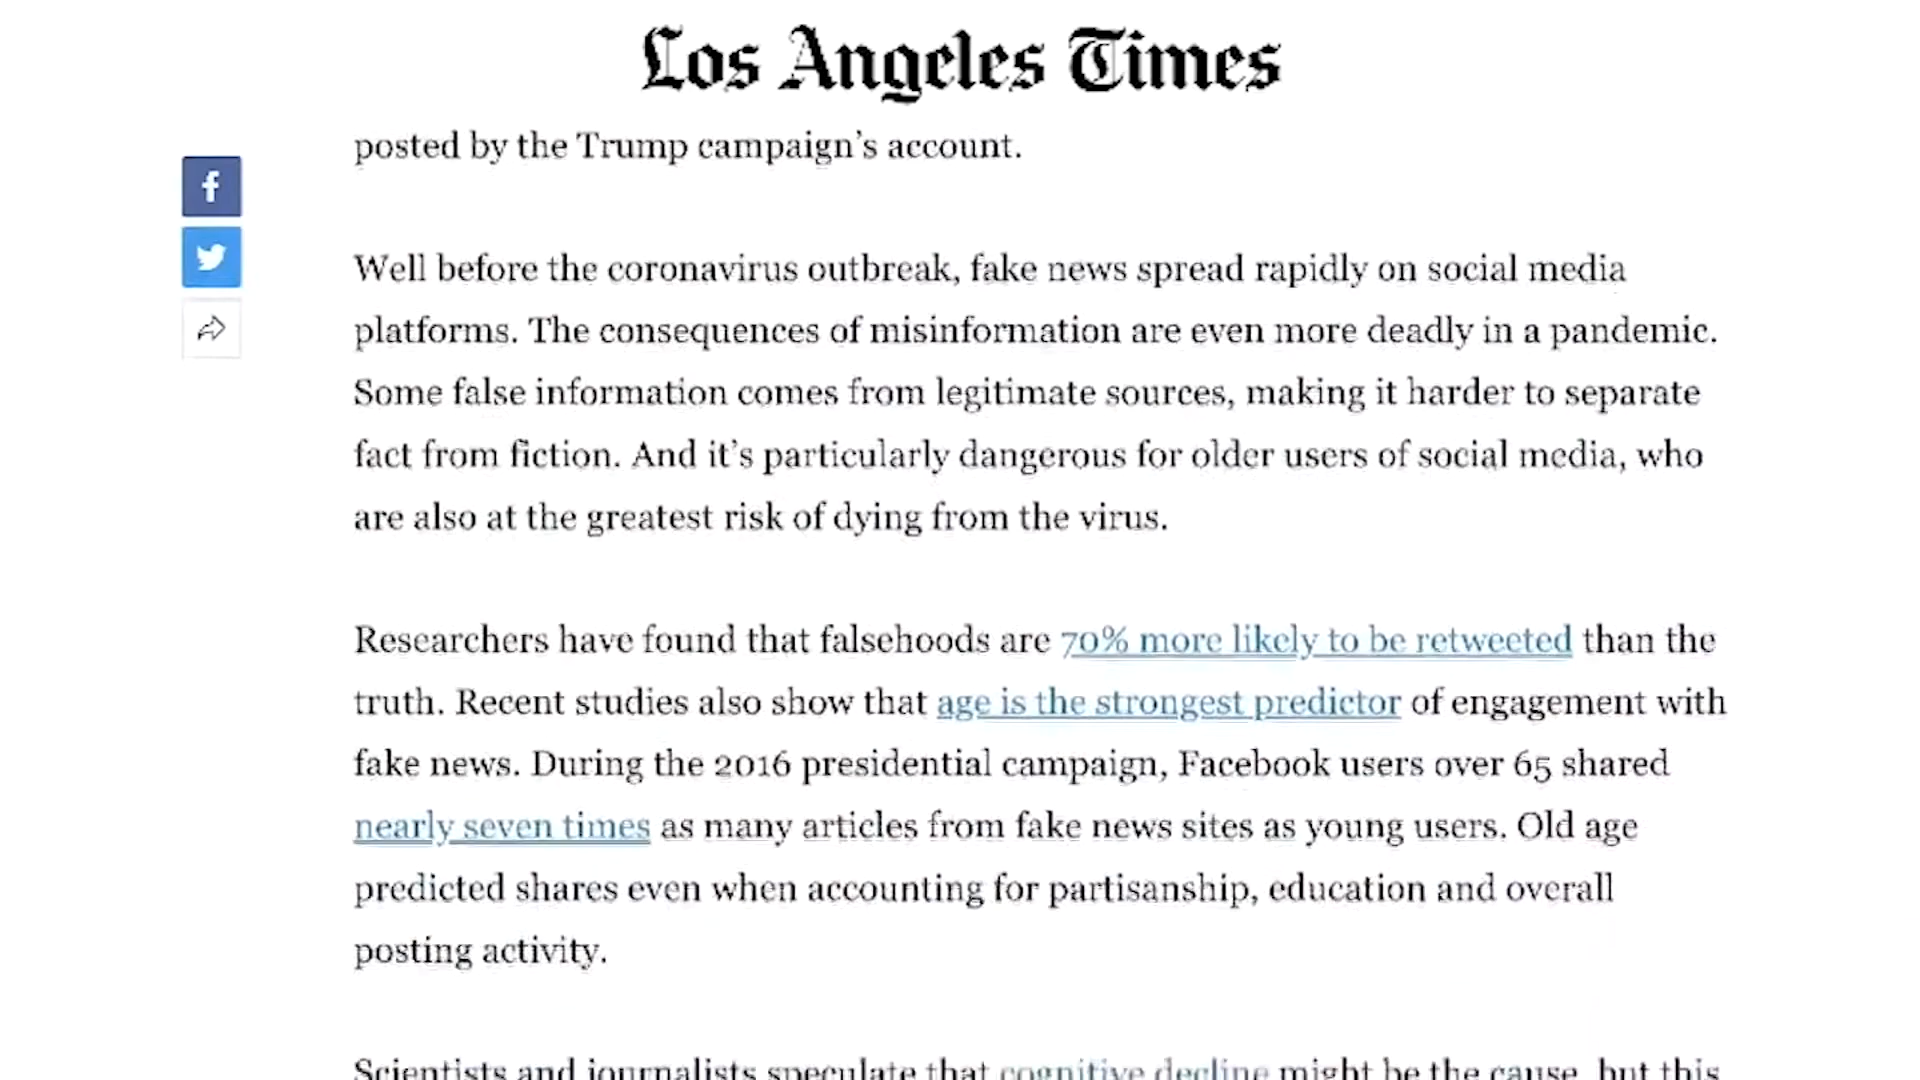 Los Angeles Times
posted by the Trump campaign’s account.
Well before the coronavirus outbreak, fake news spread rapidly on social media
platforms. The consequences of misinformation are even more deadly in a pandemic.
Some false information comes from legitimate sources, making it harder to separate
fact from fiction. And it’s particularly dangerous for older users of social media, who
are also at the greatest risk of dying from the virus.
Researchers have found that falsehoods are 70% more likely to be retweeted than the
truth. Recent studies also show that age is the strongest predictor of engagement with
fake news. During the 2016 presidential campaign, Facebook users over 65 shared
nearly seven times as many articles from fake news sites as young users. Old age
predicted shares even when accounting for partisanship, education and overall
posting activity.
Scientists and journalists speculate that cognitive decline might be the cause, but this